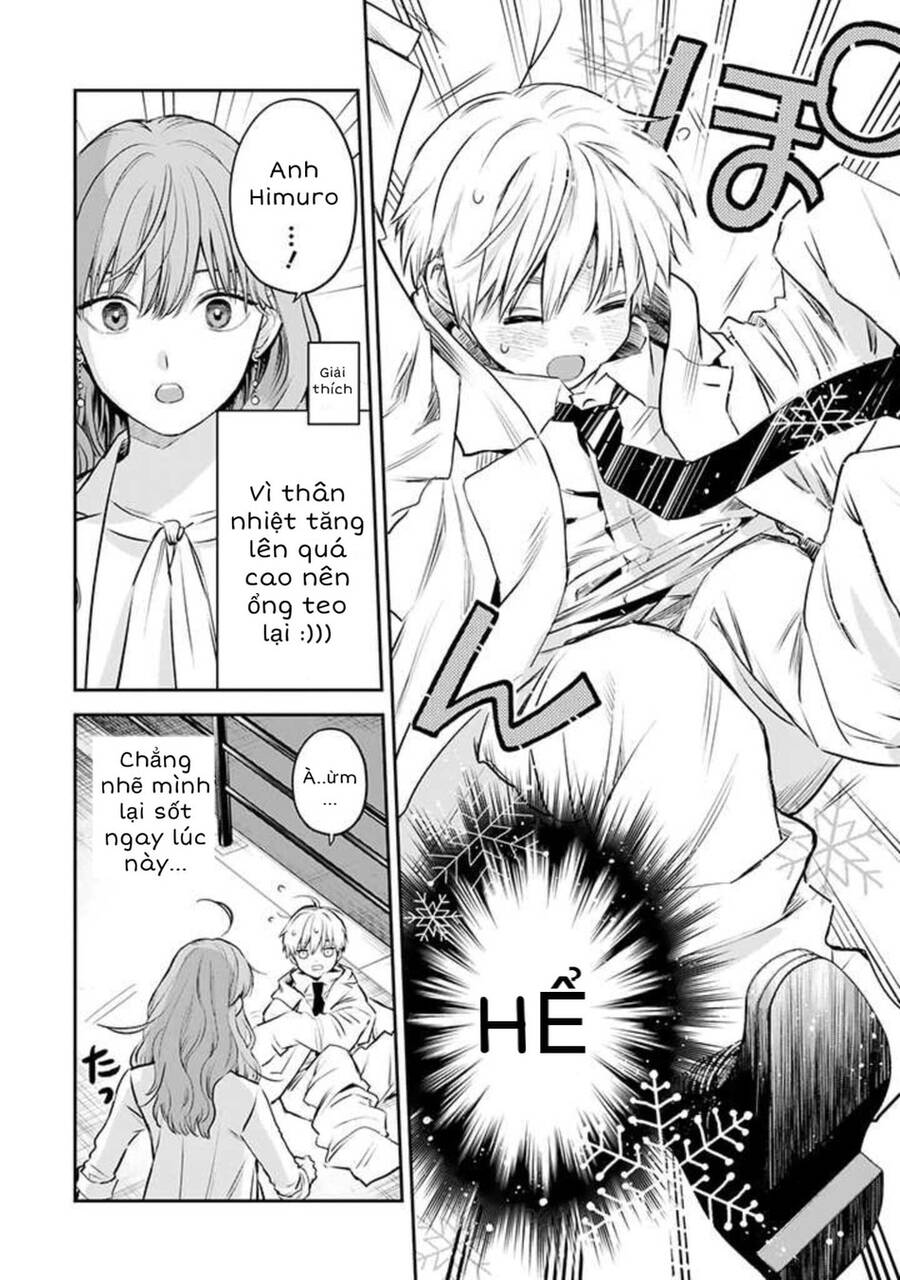 ぽ
ん
HỂ
Anh
Himuro
...!
Giải
thích
Vì thân
nhiệt tăng
lên quá
cao nên
ổng teo
lại :)))
À..ừm
...
Chẳng
nhẽ mình
lại sốt
ngay lúc
này...
たっ